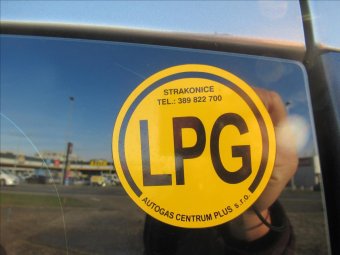 STRAKONICE
TEL.: 389 822 700
LPG
AUTOGAS CENTRUM PLUS s.r.o.